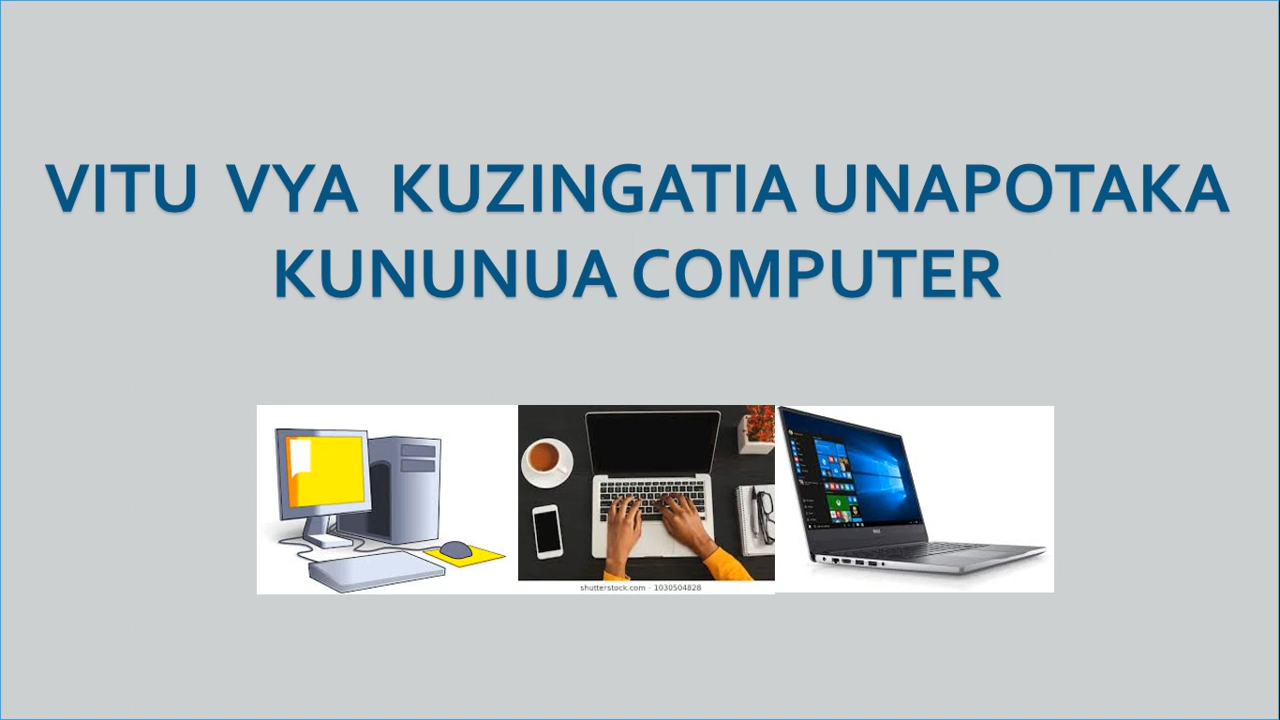 VITU VYA KUZINGATIA UNAPOTAKA
KUNUNUA COMPUTER
shutterstock.com · 1030504828